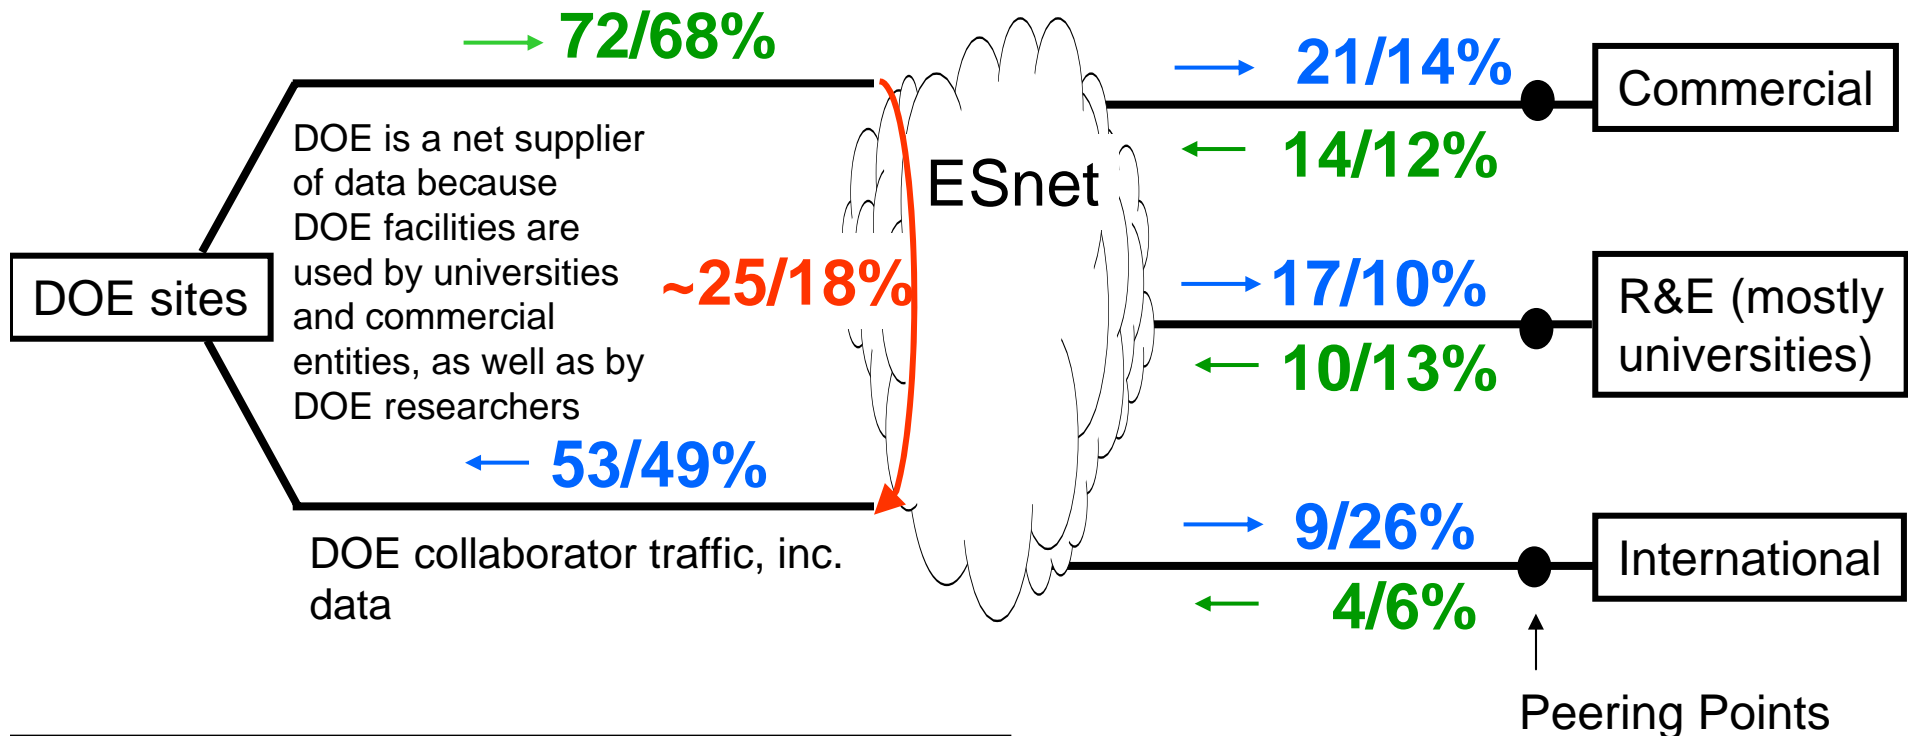 72/68%
DOE is a net supplier
of data because
DOE facilities are
used by universities
and commercial
entities, as well as by
DOE researchers
DOE sites
~25/18%
53/49%
DOE collaborator traffic, inc.
data
ESnet
21/14%
14/12%
Commercial
17/10%
10/13%
R&E (mostly
universities)
9/26%
4/6%
International
Peering Points